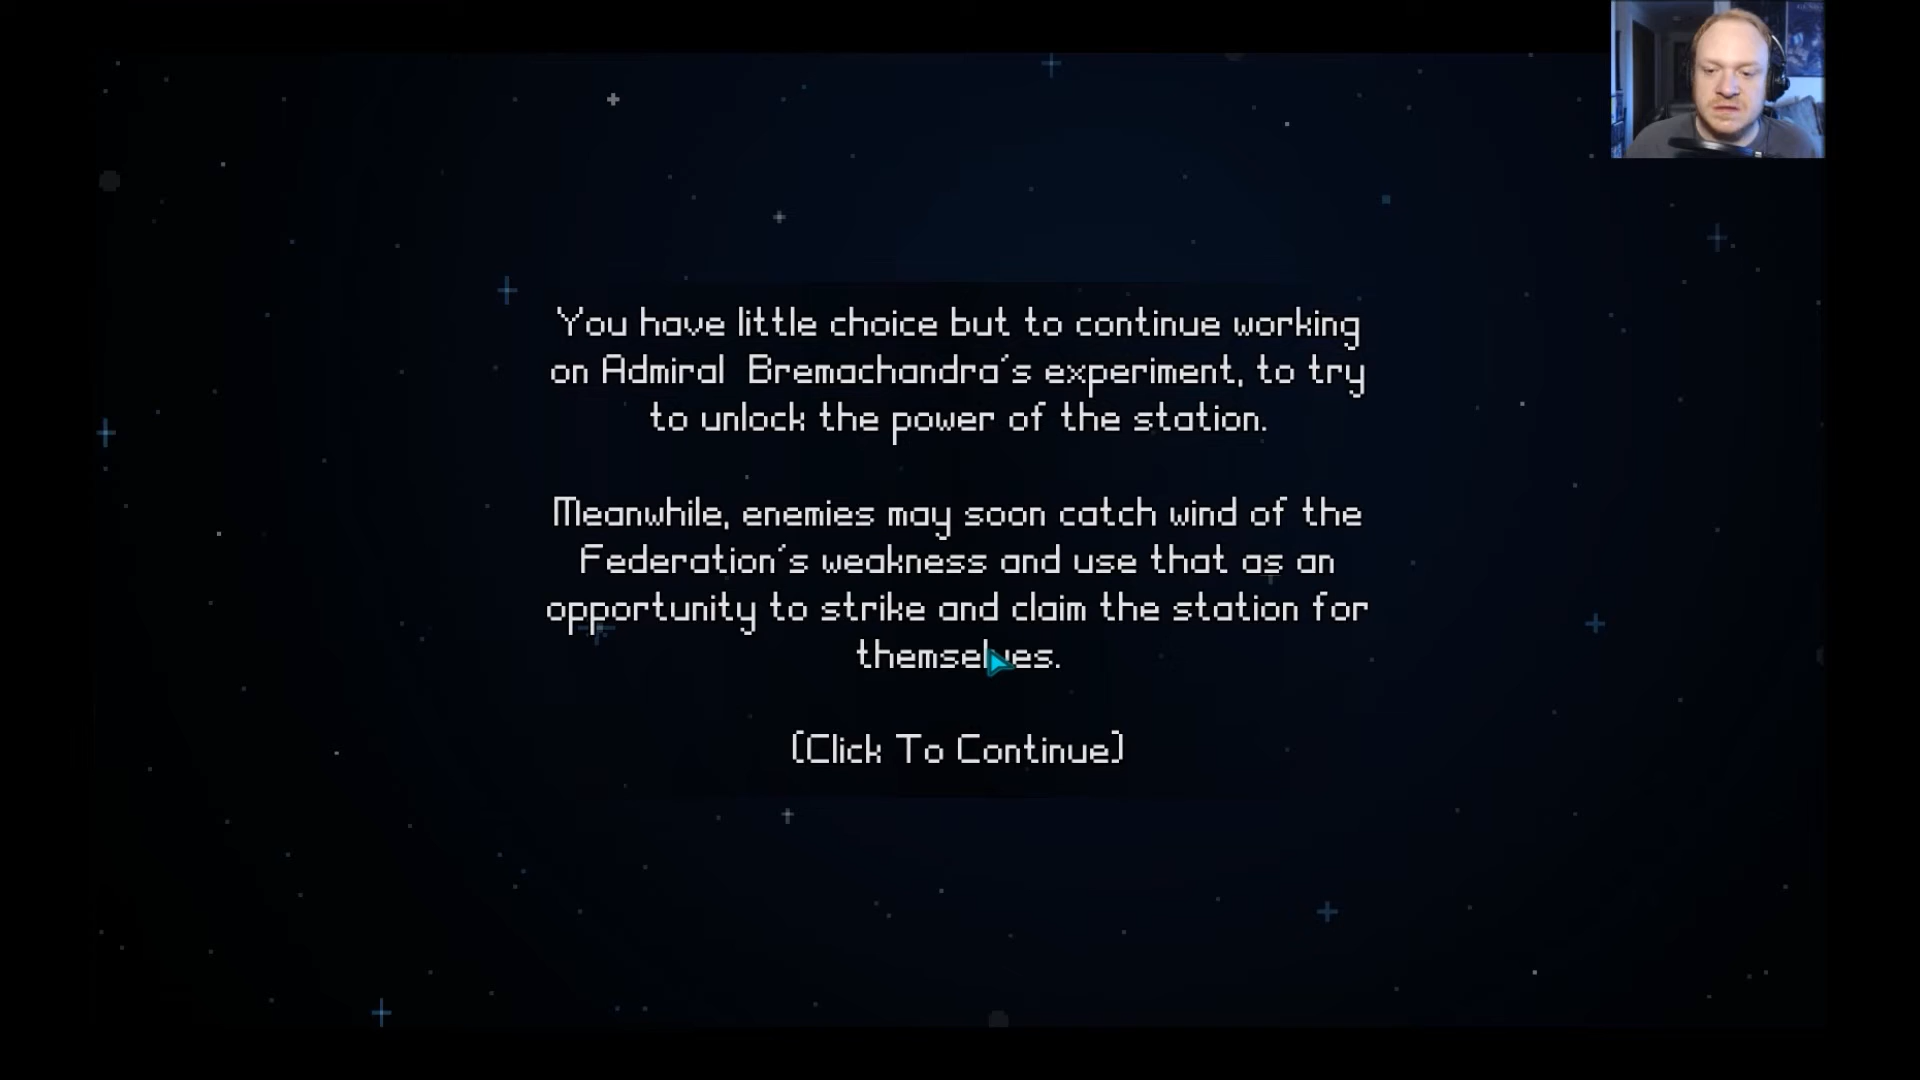 You have little choice but to continue working
on Admiral  Bremachandra's experiment, to try
to unlock the power of the station.
Meanwhile, enemies may soon catch wind of the
Federation's weakness and use that as an
opportunity to strike and claim the station for
themselves.
(Click To Continue)